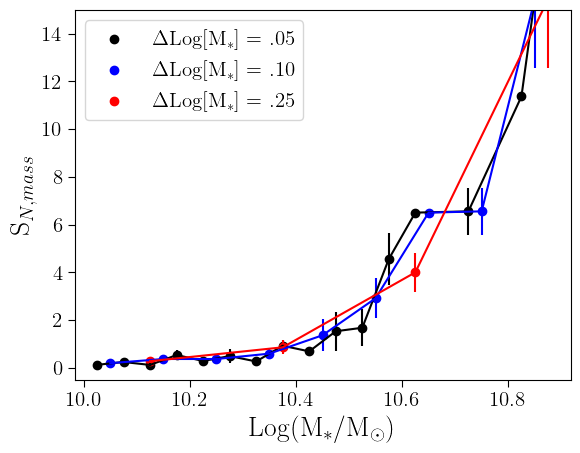 ΔLog[M*] = .05
ΔLog[M*] = .10
ΔLog[M*] = .25
14
12
10
8
6
4
2
0
S_{N,mass}
10.0 10.2 10.4 10.6 10.8
Log(M*/M⊙)